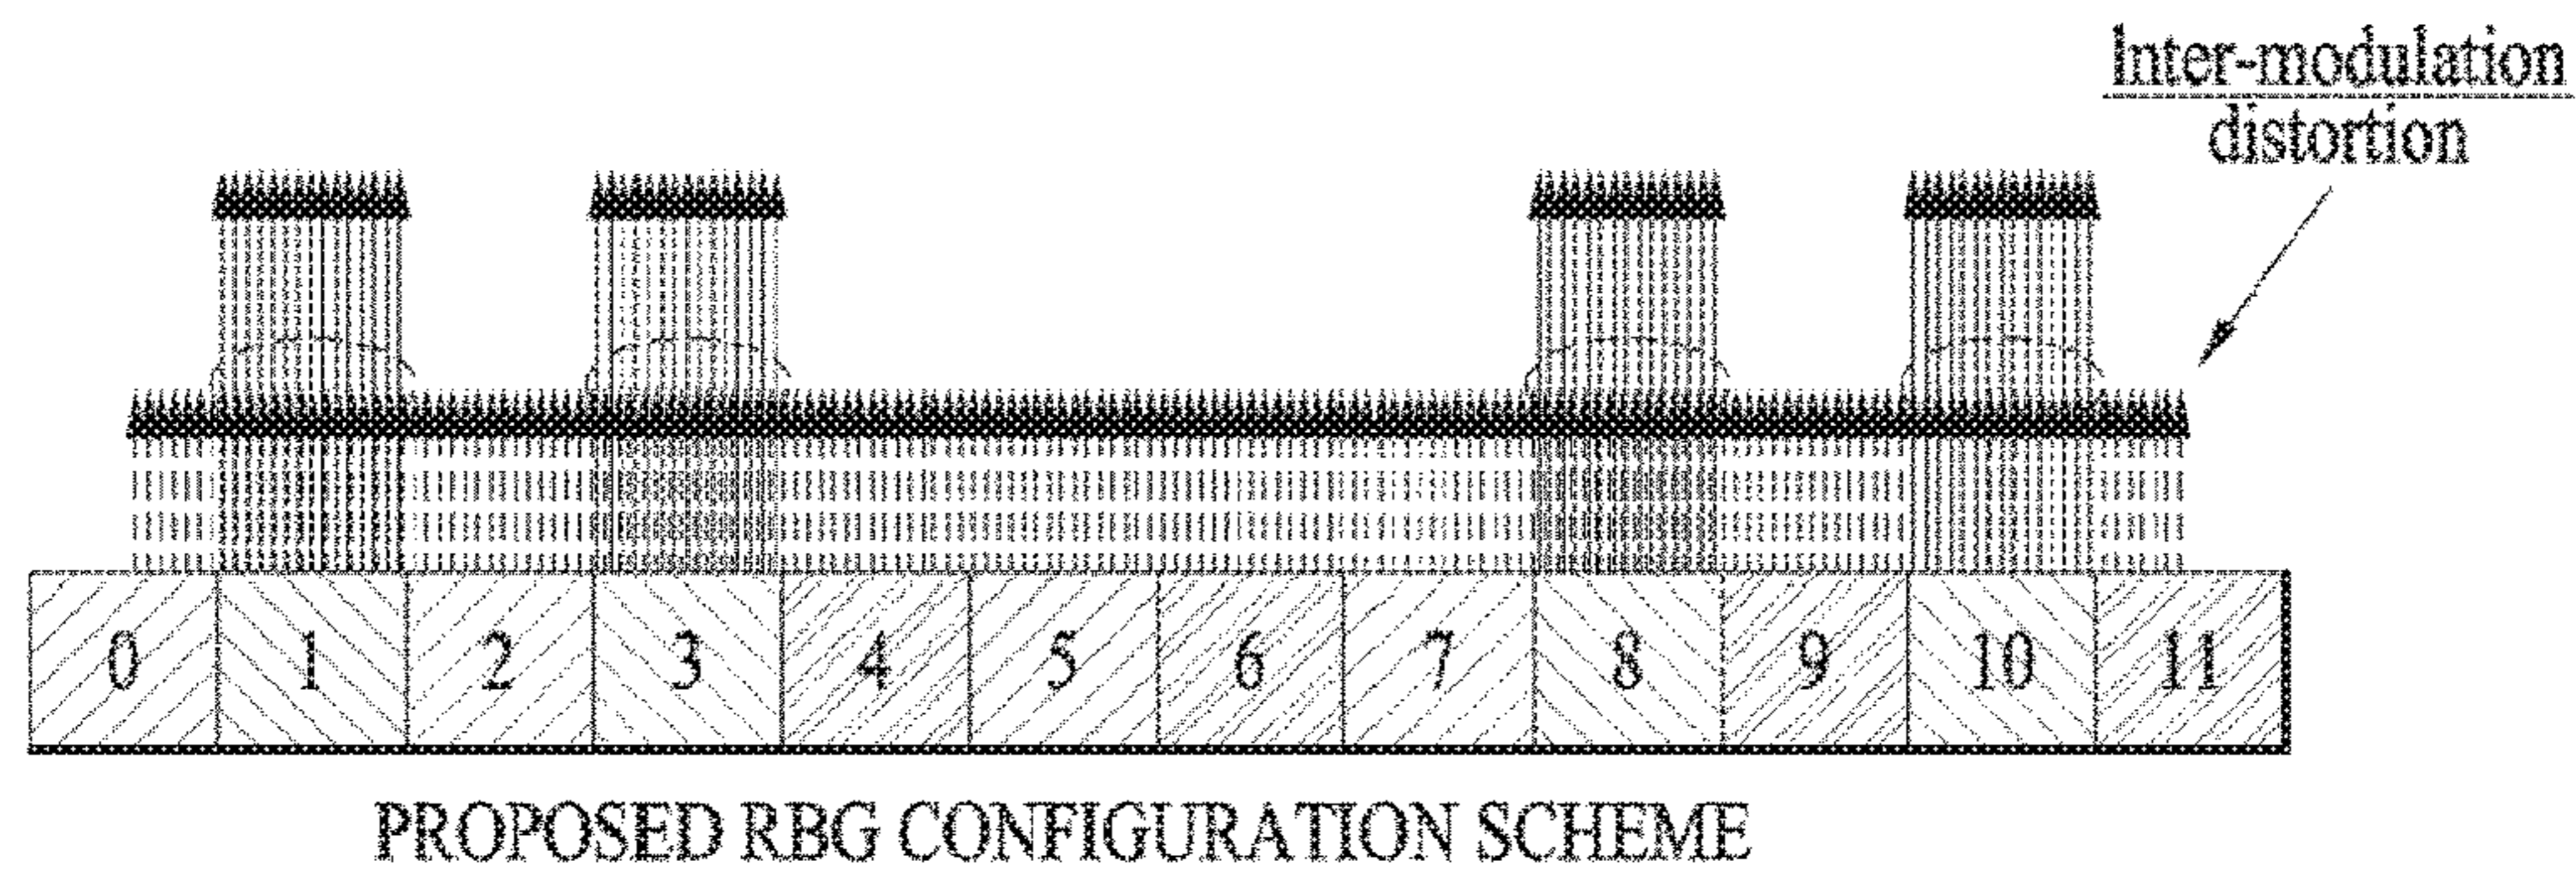 Inter-modulation
distortion
0 1 2 3 4 5 6 7 8 9 10 11
PROPOSED RBG CONFIGURATION SCHEME